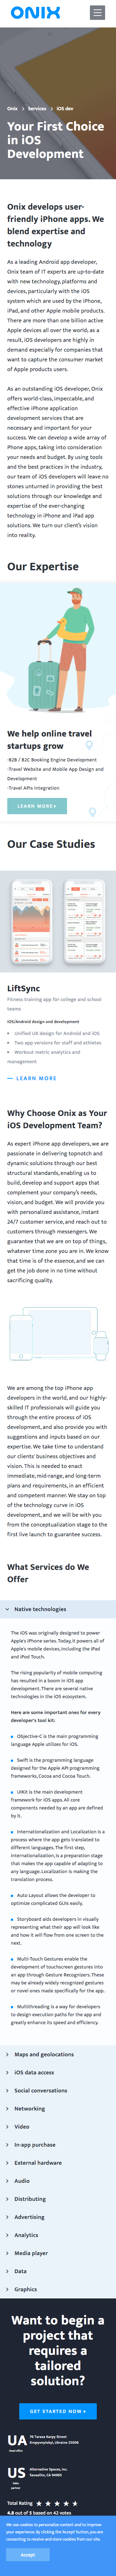 ONIX
Onix > Services > iOS dev
Your First Choice
in iOS
Development
Onix develops user-
friendly iPhone apps. We
blend expertise and
technology
As a leading Android app developer,
Onix team of IT experts are up-to-date
with new technology, platforms and
devices, particularly with the iOS
system which are used by the iPhone,
iPad, and other Apple mobile products.
There are more than one billion active
Apple devices all over the world, as a
result, iOS developers are highly in
demand especially for companies that
want to capture the consumer market
of Apple products users.
As an outstanding iOS developer, Onix
offers world-class, impeccable, and
effective iPhone application
development services that are
necessary and important for your
success. We can develop a wide array of
iPhone apps, taking into consideration
your needs and budget. By using tools
and the best practices in the industry,
our team of iOS developers will leave no
stones unturned in providing the best
solutions through our knowledge and
expertise of the ever-changing
technology in iPhone and iPad mobile app
solutions. We turn our client's vision
into reality.
Our Expertise
We help online travel
startups grow
-B2B / B2C Booking Engine Development
-Travel Website and Mobile App Design and
Development
-Travel APIs Integration
LEARN MORE
Our Case Studies
LiftSync
Fitness training app for college and school
teams
iOS/Android design and development
Unified UX design for Android and iOS
Two app versions for staff and athletes
Workout metric analytics and
management
LEARN MORE
Why Choose Onix as Your
iOS Development Team?
As expert iPhone app developers, we are
passionate in delivering topnotch and
dynamic solutions through our best
structural standards, enabling us to
build, and develop support apps that
complement your company's needs,
vision, and budget. We will provide you
with personalized assistance, instant
24/7 customer service, and reach out to
customers through messengers. We
guarantee that we are on top of things,
whatever time zone you are in. We know
that time is of the essence, and we can
get the job done in no time without
sacrificing quality.
We are among the top iPhone app
developers in the world, and our highly-
skilled IT professionals will guide you
through the entire process of iOS
development, and also provide you with
suggestions and inputs based on our
expertise. We take time to understand
our clients' business objectives and
vision. This is needed to enact
immediate, mid-range, and long-term
plans and requirements, in an efficient
and competent manner. We stay on top
of the technology curve in iOS
development, and we will be with you
from the conceptualization stage to the
first live launch to guarantee success.
What Services do We
Offer
Native technologies
The iOS was originally designed to power
Apple's iPhone series. Today, it powers all of
Apple's mobile devices, including the iPad
and iPod Touch.
The rising popularity of mobile computing
has resulted in a boom in iOS app
development. There are several native
technologies in the iOS ecosystem.
Here are some important ones for every
developer's tool kit:
Objective-C is the main programming
language Apple utilizes for iOS.
Swift is the programming language
designed for the Apple API programming
frameworks, Cocoa and Cocoa Touch.
UIKit is the main development
framework for iOS apps. All core
components needed by an app are defined
by it.
Internationalization and Localization is a
process where the app gets translated to
different languages. The first step,
internationalization, is a preparation stage
that makes the app capable of adapting to
any language. Localization is making the
translation process.
Auto Layout allows the developer to
optimize complicated GUIs easily.
Storyboard aids developers in visually
representing what their app will look like
and how it will flow from one screen to the
next.
Multi-Touch Gestures enable the
development of touchscreen gestures into
an app through Gesture Recognizers. These
may be already widely recognized gestures
or novel ones made specifically for the app.
Multithreading is a way for developers
to design execution paths for the app and
greatly enhance its speed and efficiency.
Maps and geolocations
iOS data access
Social conversations
Networking
Video
In-app purchase
External hardware
Audio
Distributing
Advertising
Analytics
Media player
Data
Graphics
Want to begin a
project that
requires a
tailored
solution?
GET STARTED NOW
UA
Head office
78 Tarasa Karpy Street
Kropyvnytskyi, Ukraine 25006
US
Sales
partner
Alternative Spaces, Inc.
Sausalito, CA 94965
Total Rating
4.8 out of 5 based on 42 votes
We use cookies to personalise content and to improve
your experience. By clicking the 'Accept' button, you are
consenting to receive and store cookies from our site.
Accept